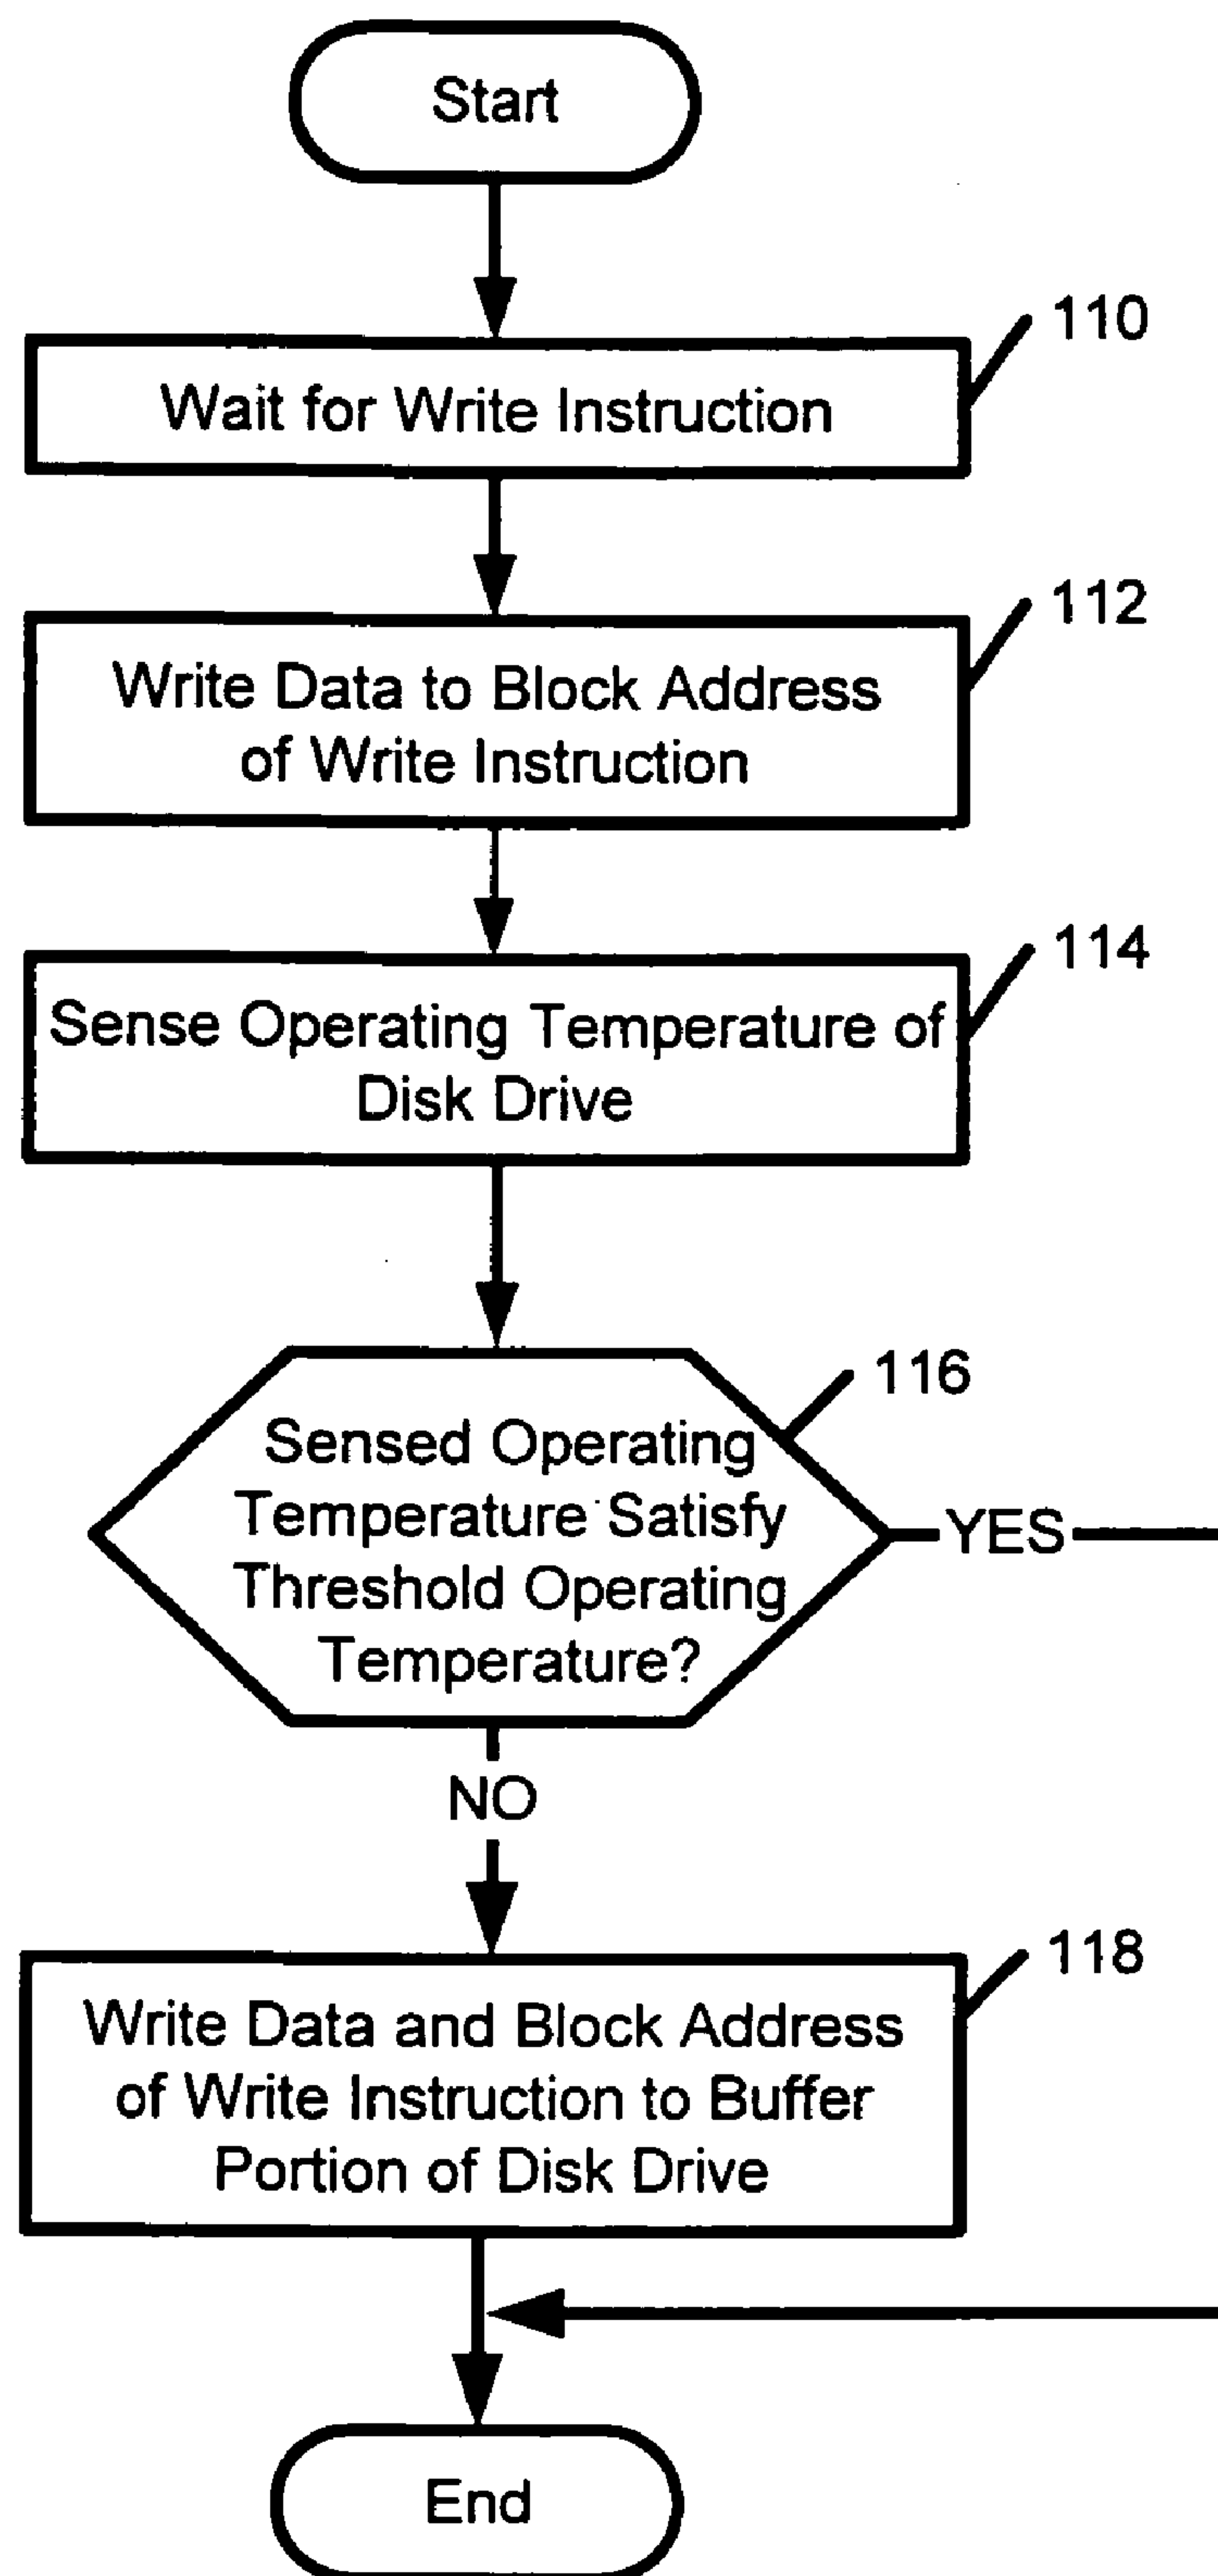 Start
110
Wait for Write Instruction
112
Write Data to Block Address
of Write Instruction
114
Sense Operating Temperature of
Disk Drive
116
Sensed Operating
Temperature Satisfy
Threshold Operating
Temperature?
YES
NO
118
Write Data and Block Address
of Write Instruction to Buffer
Portion of Disk Drive
End